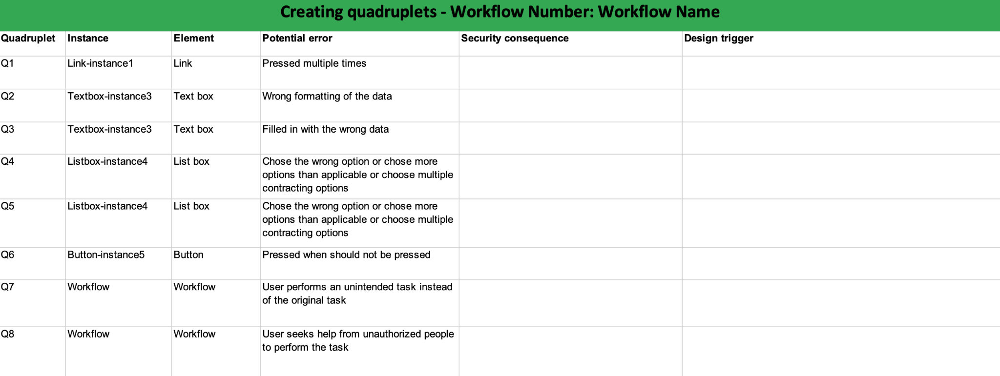 Creating quadruplets - Workflow Number: Workflow Name
Quadruplet Instance Element Potential error Security consequence Design trigger
Q1 Link-instance1 Link Pressed multiple times
Q2 Textbox-instance3 Text box Wrong formatting of the data
Q3 Textbox-instance3 Text box Filled in with the wrong data
Q4 Listbox-instance4 List box Chose the wrong option or chose more
options than applicable or choose multiple
contracting options
Q5 Listbox-instance4 List box Chose the wrong option or chose more
options than applicable or choose multiple
contracting options
Q6 Button-instance5 Button Pressed when should not be pressed
Q7 Workflow Workflow User performs an unintended task instead
of the original task
Q8 Workflow Workflow User seeks help from unauthorized people
to perform the task